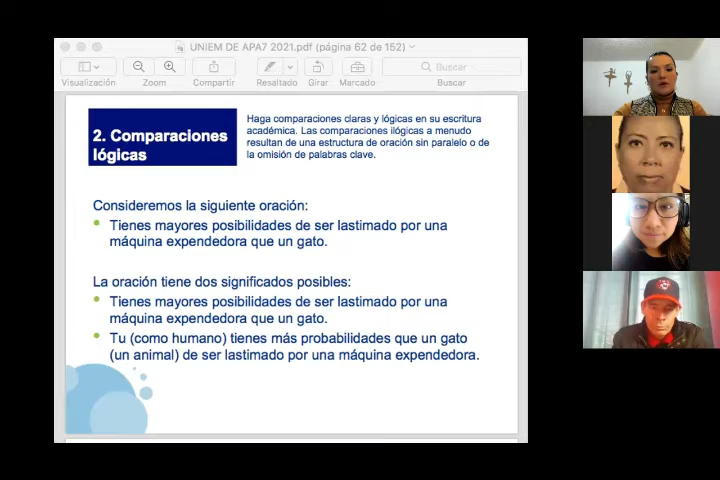 UNIEM DE APA7 2021.pdf (página 62 de 152)
Visualización Zoom Compartir Resaltado Girar Marcado Buscar Buscar
2. Comparaciones
lógicas
Haga comparaciones claras y lógicas en su escritura
académica. Las comparaciones ilógicas a menudo
resultan de una estructura de oración sin paralelo o de
la omisión de palabras clave.
Consideremos la siguiente oración:
• Tienes mayores posibilidades de ser lastimado por una
máquina expendedora que un gato.
La oración tiene dos significados posibles:
• Tienes mayores posibilidades de ser lastimado por una
máquina expendedora que un gato.
• Tu (como humano) tienes más probabilidades que un gato
(un animal) de ser lastimado por una máquina expendedora.